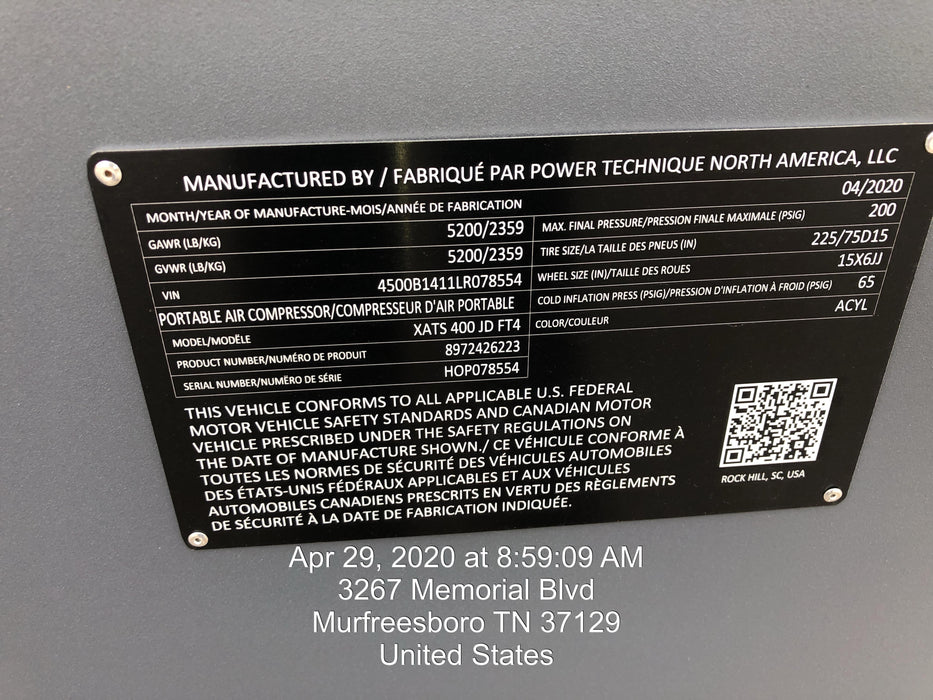 MANUFACTURED BY / FABRIQUÉ PAR POWER TECHNIQUE NORTH AMERICA, LLC
MONTH/YEAR OF MANUFACTURE-MOIS/ANNÉE DE FABRICATION 04/2020
GAWR (LB/KG) 5200/2359
GVWR (LB/KG) 5200/2359
VIN 4500B1411LR078554
PORTABLE AIR COMPRESSOR/COMPRESSEUR D'AIR PORTABLE
MODEL/MODÈLE XATS 400 JD FT4
PRODUCT NUMBER/NUMÉRO DE PRODUIT 8972426223
SERIAL NUMBER/NUMÉRO DE SÉRIE HOP078554
MAX. FINAL PRESSURE/PRESSION FINALE MAXIMALE (PSIG) 200
TIRE SIZE/LA TAILLE DES PNEUS (IN) 225/75D15
WHEEL SIZE (IN)/TAILLE DES ROUES 15X6JJ
COLD INFLATION PRESS (PSIG)/PRESSION D'INFLATION À FROID (PSIG) 65
COLOR/COULEUR ACYL
THIS VEHICLE CONFORMS TO ALL APPLICABLE U.S. FEDERAL
MOTOR VEHICLE SAFETY STANDARDS AND CANADIAN MOTOR
VEHICLE PRESCRIBED UNDER THE SAFETY REGULATIONS ON
THE DATE OF MANUFACTURE SHOWN./ CE VÉHICULE CONFORME À
TOUTES LES NORMES DE SÉCURITÉ DES VÉHICULES AUTOMOBILES
DES ÉTATS-UNIS FÉDÉRAUX APPLICABLES ET AUX VÉHICULES
AUTOMOBILES CANADIENS PRESCRITS EN VERTU DES RÈGLEMENTS
DE SÉCURITÉ À LA DATE DE FABRICATION INDIQUÉE.
ROCK HILL, SC, USA
Apr 29, 2020 at 8:59:09 AM
3267 Memorial Blvd
Murfreesboro TN 37129
United States